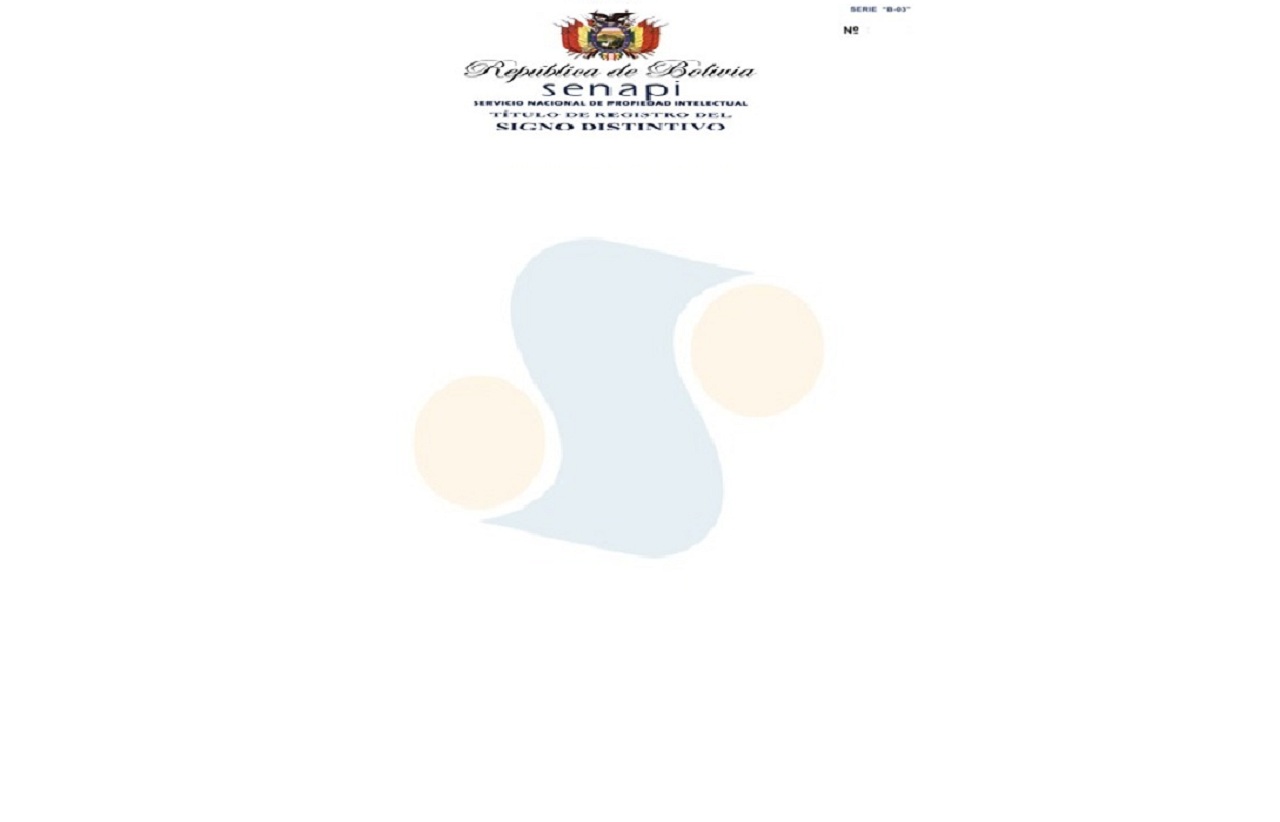 SERIE "B-03"
Nº
República de Bolivia
senapi
SERVICIO NACIONAL DE PROPIEDAD INTELECTUAL
TÍTULO DE REGISTRO DEL
SIGNO DISTINTIVO